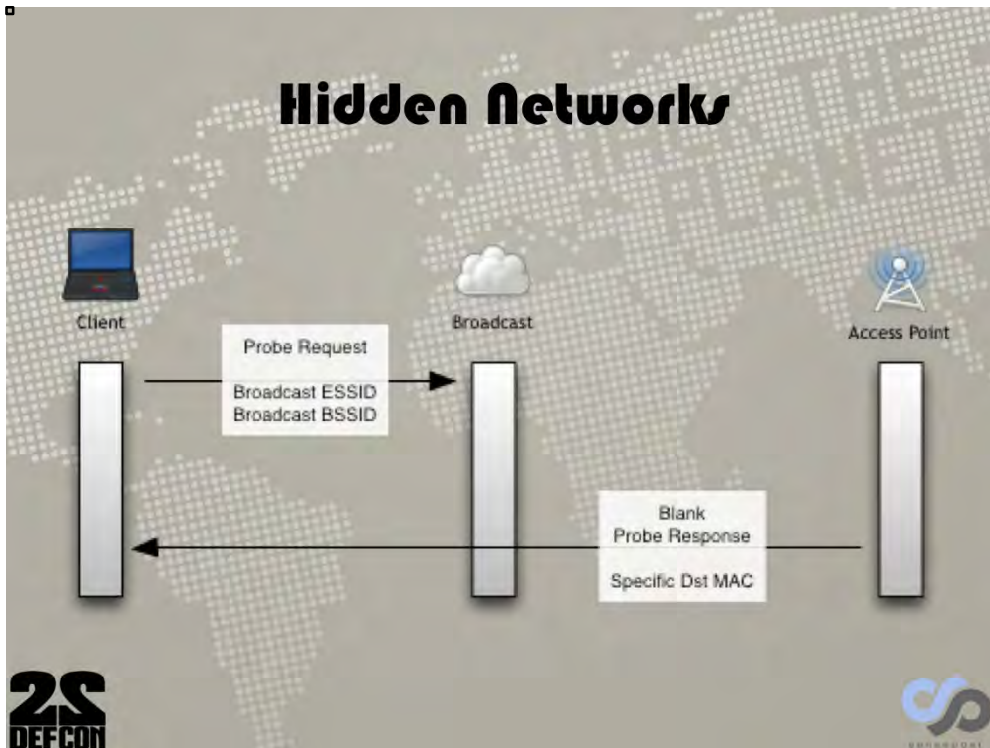 Hidden Networks
Client
Broadcast
Access Point
Probe Request
Broadcast ESSID
Broadcast BSSID
Blank
Probe Response
Specific Dst MAC
DEFCON